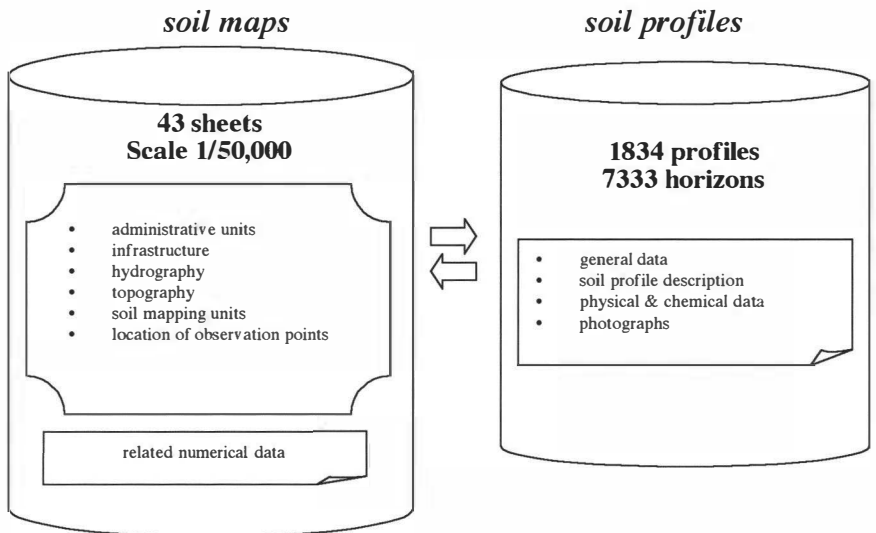 soil maps
43 sheets
Scale 1/50,000
• administrative units
• infrastructure
• hydrography
• topography
• soil mapping units
• location of observation points
related numerical data
soil profiles
1834 profiles
7333 horizons
• general data
• soil profile description
• physical & chemical data
• photographs